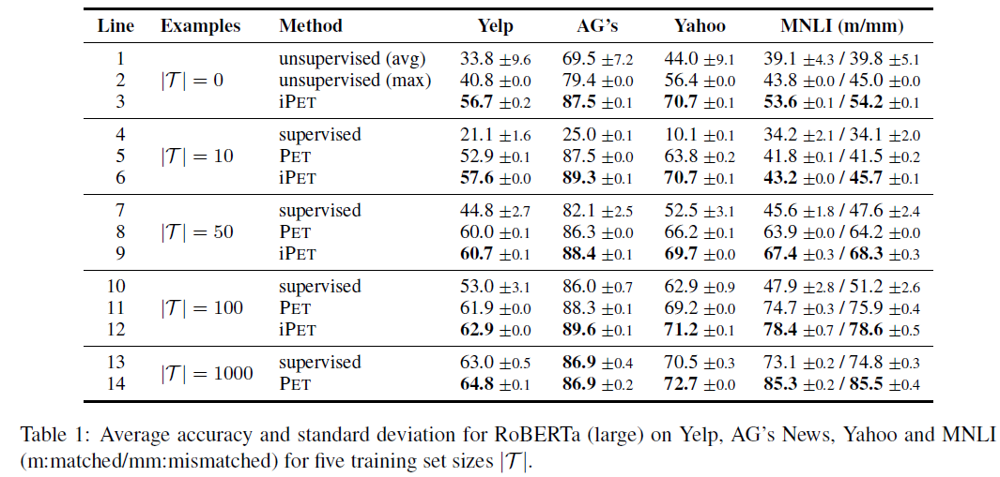 Line Examples Method Yelp AG's Yahoo MNLI (m/mm)
1 unsupervised (avg) 33.8 ±9.6 69.5 ±7.2 44.0 ±9.1 39.1 ±4.3 / 39.8 ±5.1
2 |𝒯| = 0 unsupervised (max) 40.8 ±0.0 79.4 ±0.0 56.4 ±0.0 43.8 ±0.0 / 45.0 ±0.0
3 iPET 56.7 ±0.2 87.5 ±0.1 70.7 ±0.1 53.6 ±0.1 / 54.2 ±0.1
4 supervised 21.1 ±1.6 25.0 ±0.1 10.1 ±0.1 34.2 ±2.1 / 34.1 ±2.0
5 |𝒯| = 10 PET 52.9 ±0.1 87.5 ±0.0 63.8 ±0.2 41.8 ±0.1 / 41.5 ±0.2
6 iPET 57.6 ±0.0 89.3 ±0.1 70.7 ±0.1 43.2 ±0.0 / 45.7 ±0.1
7 supervised 44.8 ±2.7 82.1 ±2.5 52.5 ±3.1 45.6 ±1.8 / 47.6 ±2.4
8 |𝒯| = 50 PET 60.0 ±0.1 86.3 ±0.0 66.2 ±0.1 63.9 ±0.0 / 64.2 ±0.0
9 iPET 60.7 ±0.1 88.4 ±0.1 69.7 ±0.0 67.4 ±0.3 / 68.3 ±0.3
10 supervised 53.0 ±3.1 86.0 ±0.7 62.9 ±0.9 47.9 ±2.8 / 51.2 ±2.6
11 |𝒯| = 100 PET 61.9 ±0.0 88.3 ±0.1 69.2 ±0.0 74.7 ±0.3 / 75.9 ±0.4
12 iPET 62.9 ±0.0 89.6 ±0.1 71.2 ±0.1 78.4 ±0.7 / 78.6 ±0.5
13 |𝒯| = 1000 supervised 63.0 ±0.5 86.9 ±0.4 70.5 ±0.3 73.1 ±0.2 / 74.8 ±0.3
14 PET 64.8 ±0.1 86.9 ±0.2 72.7 ±0.0 85.3 ±0.2 / 85.5 ±0.4
Table 1: Average accuracy and standard deviation for RoBERTa (large) on Yelp, AG's News, Yahoo and MNLI
(m:matched/mm:mismatched) for five training set sizes |𝒯|.